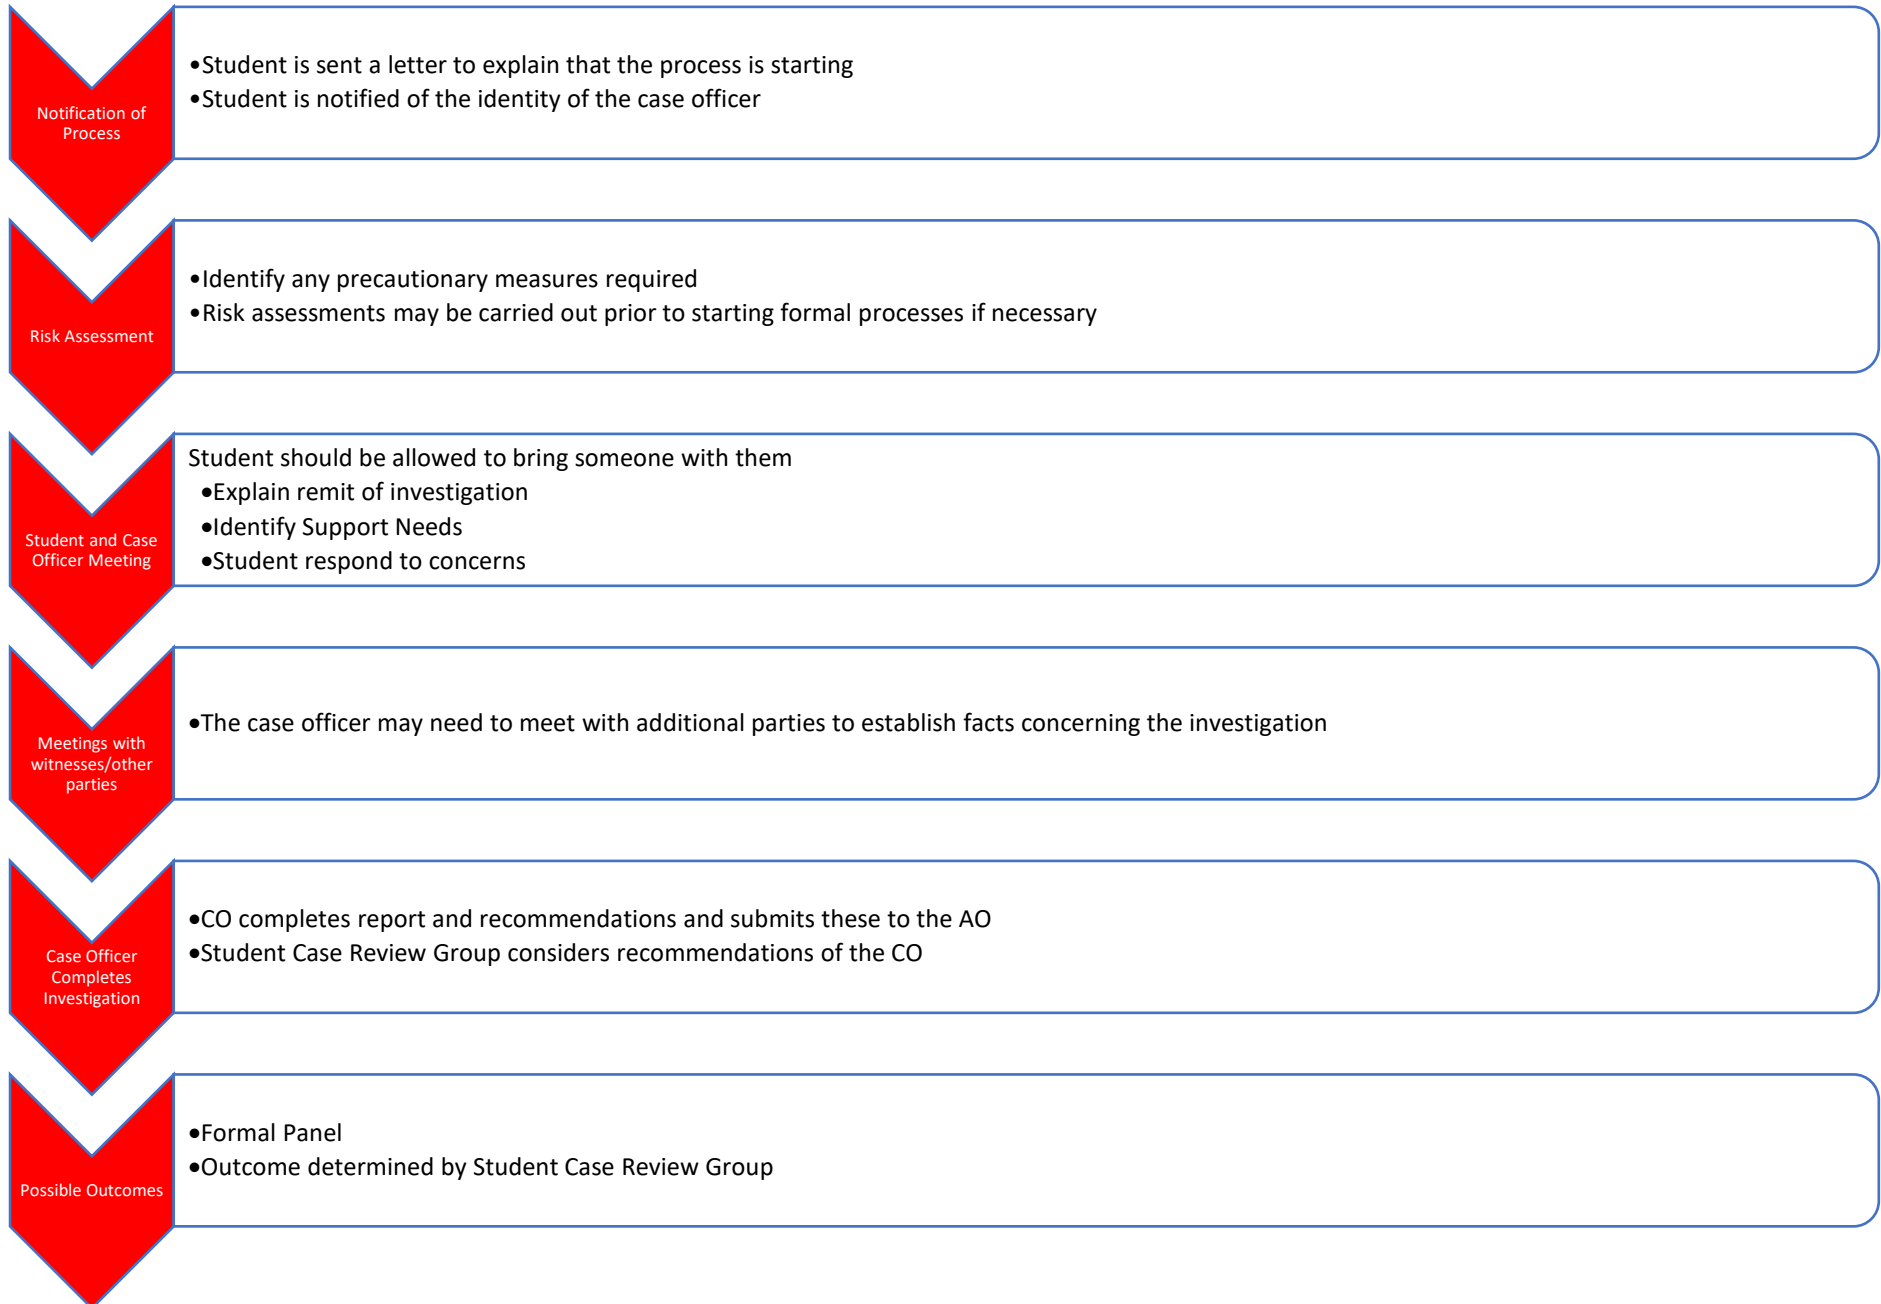 Notification of
Process
•Student is sent a letter to explain that the process is starting
•Student is notified of the identity of the case officer
Risk Assessment
•Identify any precautionary measures required
•Risk assessments may be carried out prior to starting formal processes if necessary
Student and Case
Officer Meeting
Student should be allowed to bring someone with them
•Explain remit of investigation
•Identify Support Needs
•Student respond to concerns
Meetings with
witnesses/other
parties
•The case officer may need to meet with additional parties to establish facts concerning the investigation
Case Officer
Completes
Investigation
•CO completes report and recommendations and submits these to the AO
•Student Case Review Group considers recommendations of the CO
Possible Outcomes
•Formal Panel
•Outcome determined by Student Case Review Group